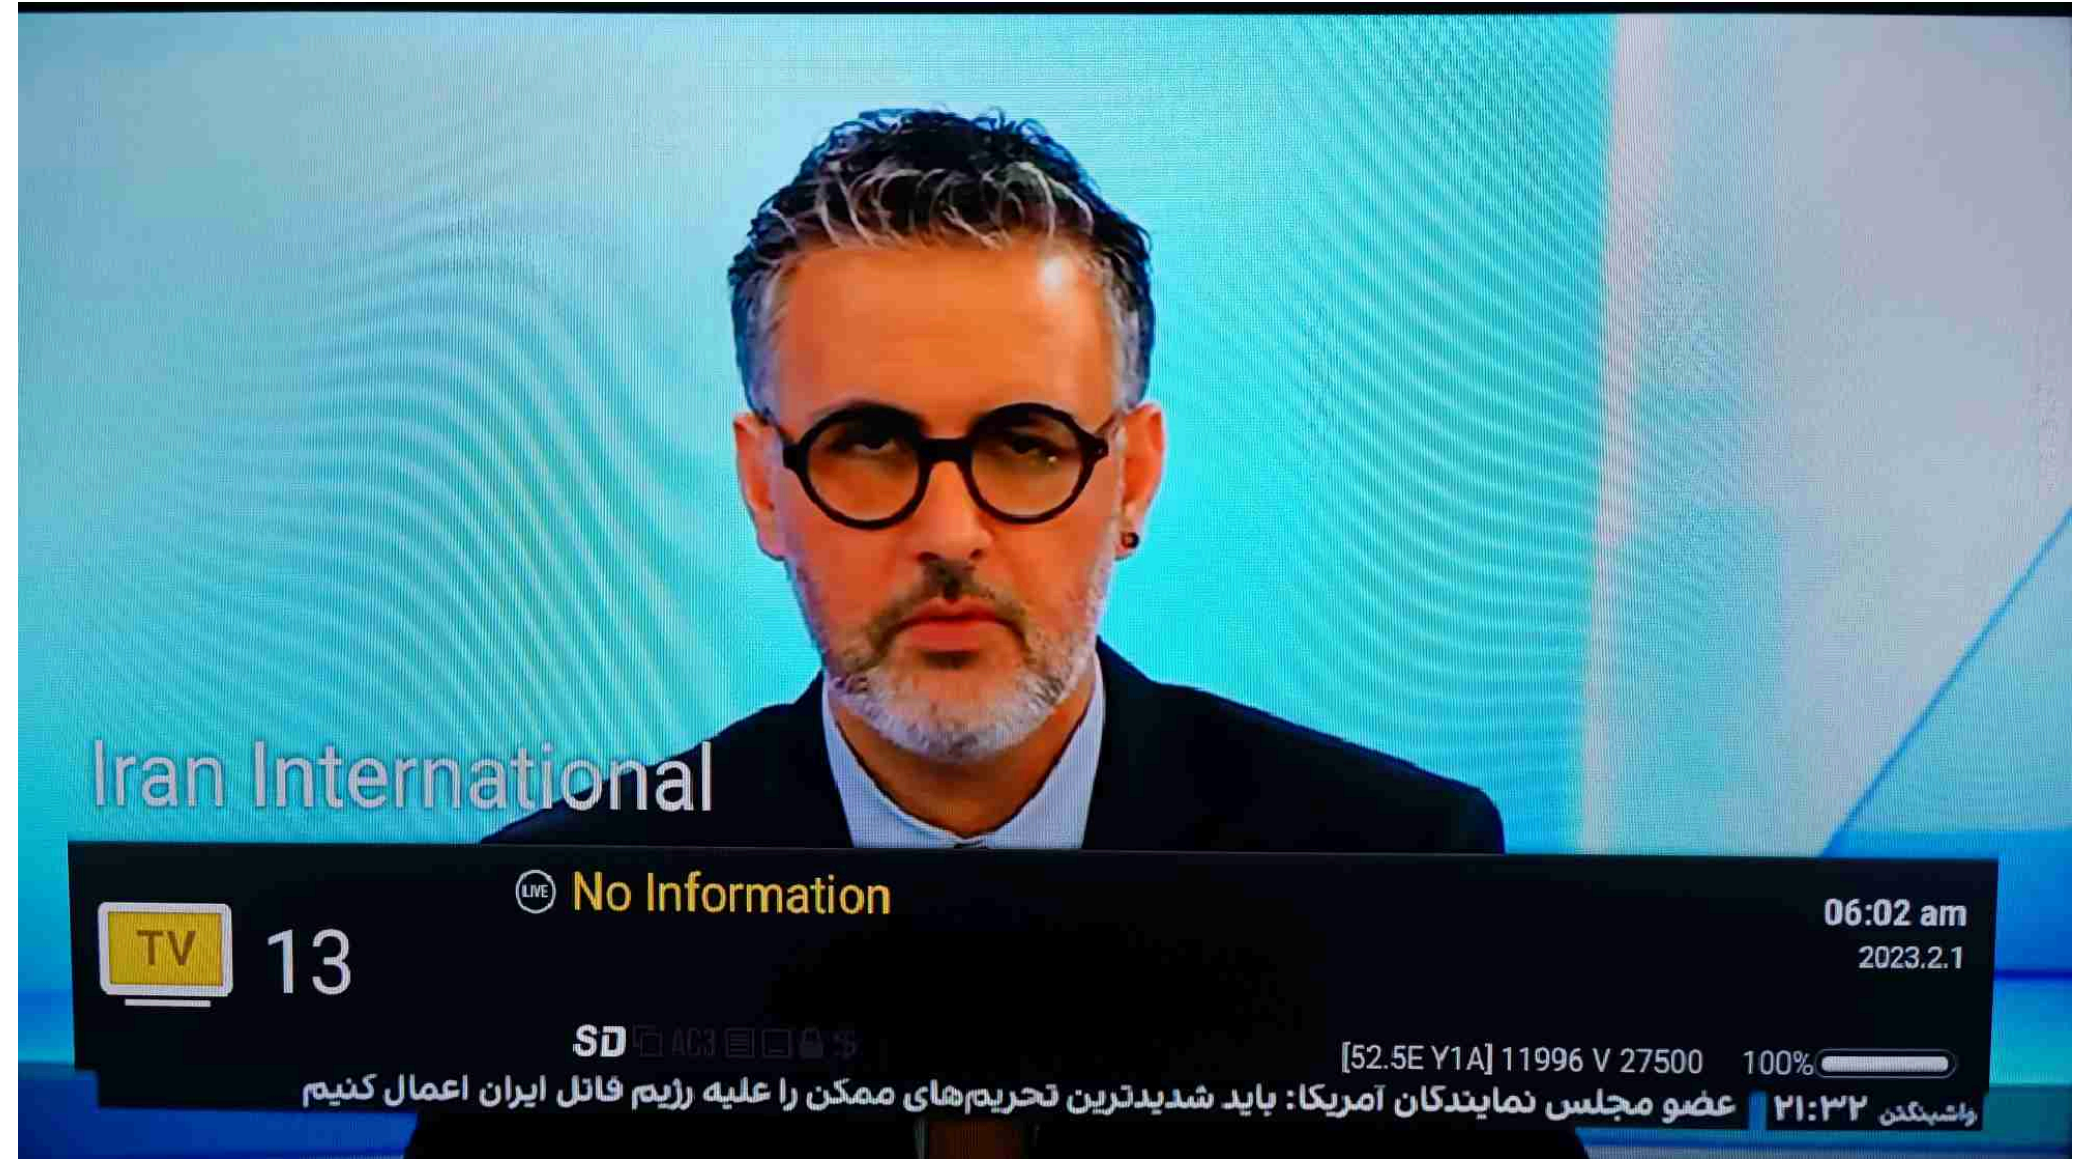 Iran International
LIVE No Information
06:02 am
TV 13
2023.2.1
SD AC3
[52.5E Y1A] 11996 V 27500 100%
عضو مجلس نمایندگان آمریکا: باید شدیدترین تحریم‌های ممکن را علیه رژیم قاتل ایران اعمال کنیم
واشینگتن ۲۱:۳۲